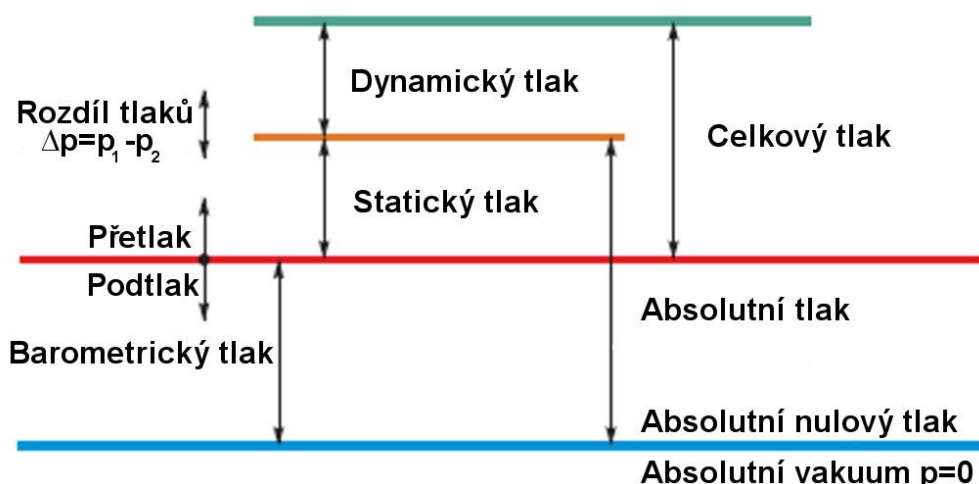 Dynamický tlak
Rozdíl tlaků
Δp=p₁-p₂
Celkový tlak
Statický tlak
Přetlak
Podtlak
Absolutní tlak
Barometrický tlak
Absolutní nulový tlak
Absolutní vakuum p=0